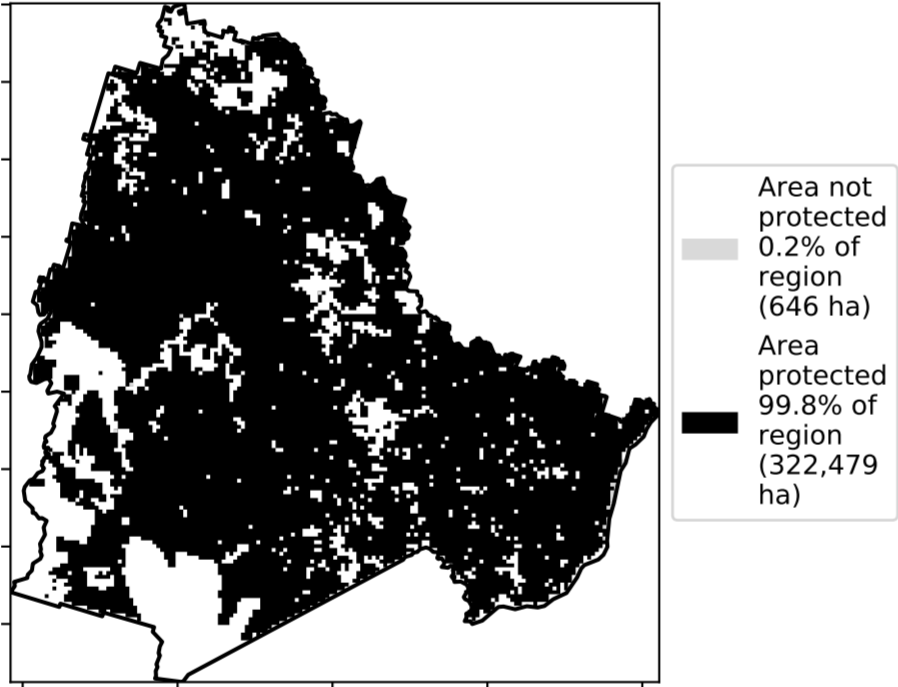 Area not
protected
0.2% of
region
(646 ha)
Area
protected
99.8% of
region
(322,479
ha)